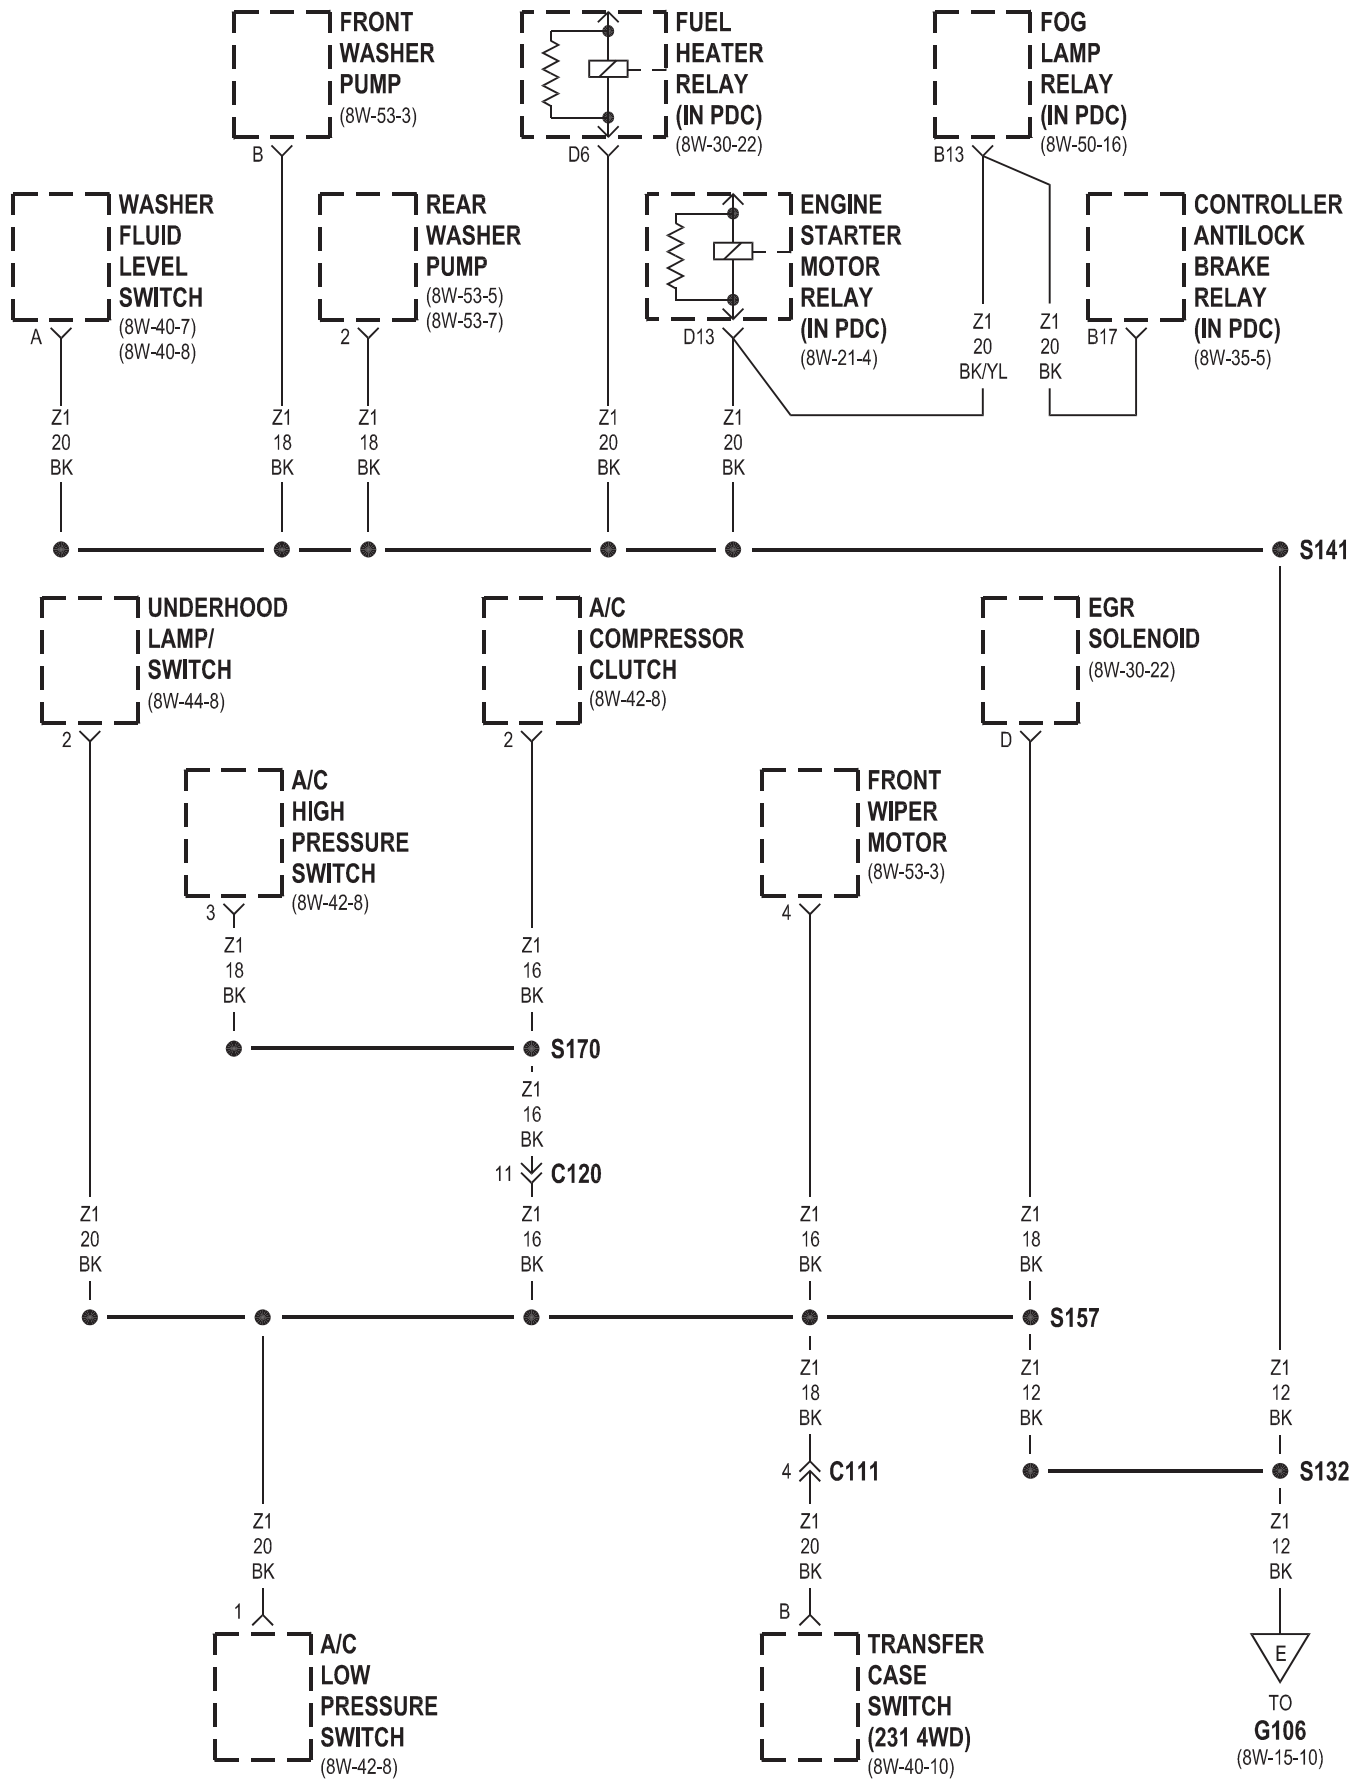 FRONT
WASHER
PUMP
(8W-53-3)
B
FUEL
HEATER
RELAY
(IN PDC)
(8W-30-22)
D6
FOG
LAMP
RELAY
(IN PDC)
(8W-50-16)
B13
WASHER
FLUID
LEVEL
SWITCH
(8W-40-7)
(8W-40-8)
A
REAR
WASHER
PUMP
(8W-53-5)
(8W-53-7)
2
ENGINE
STARTER
MOTOR
RELAY
(IN PDC)
(8W-21-4)
D13
CONTROLLER
ANTILOCK
BRAKE
RELAY
(IN PDC)
(8W-35-5)
B17
Z1
20
BK/YL
Z1
20
BK
Z1
20
BK
Z1
18
BK
Z1
18
BK
Z1
20
BK
Z1
20
BK
S141
UNDERHOOD
LAMP/
SWITCH
(8W-44-8)
2
A/C
COMPRESSOR
CLUTCH
(8W-42-8)
2
EGR
SOLENOID
(8W-30-22)
D
A/C
HIGH
PRESSURE
SWITCH
(8W-42-8)
3
FRONT
WIPER
MOTOR
(8W-53-3)
4
Z1
18
BK
Z1
16
BK
S170
Z1
16
BK
11
C120
Z1
20
BK
Z1
16
BK
Z1
16
BK
Z1
18
BK
S157
Z1
18
BK
Z1
12
BK
Z1
12
BK
4
C111
S132
Z1
20
BK
Z1
20
BK
Z1
12
BK
1
A/C
LOW
PRESSURE
SWITCH
(8W-42-8)
B
TRANSFER
CASE
SWITCH
(231 4WD)
(8W-40-10)
E
TO
G106
(8W-15-10)